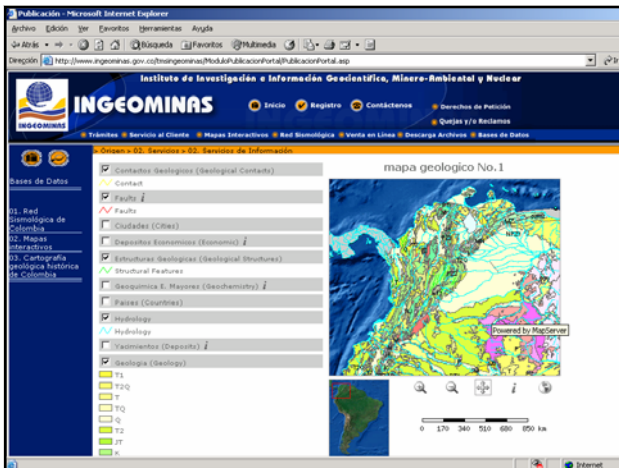 Publicación - Microsoft Internet Explorer
Archivo Edición Ver Favoritos Herramientas Ayuda
Atrás Búsqueda Favoritos Multimedia
Dirección http://www.ingeominas.gov.co/tmsingeominas/ModuloPublicacionPortal/PublicacionPortal.asp
Instituto de Investigación e Información Geocientífica, Minero-Ambiental y Nuclear
INGEOMINAS
INGEOMINAS
Inicio Registro Contáctenos
Derechos de Petición
Quejas y/o Reclamos
Trámites Servicio al Cliente Mapas Interactivos Red Sismológica Venta en Línea Descarga Archivos Bases de Datos
» Origen » 02. Servicios » 02. Servicios de Información
Bases de Datos
01. Red
Sismológica de
Colombia
02. Mapas
interactivos
03. Cartografía
geológica histórica
de Colombia
Contactos Geologicos (Geological Contacts)
Contact
Faults i
Faults
Ciudades (Cities)
Depositos Economicos (Economic) i
Estructuras Geologicas (Geological Structures)
Structural Features
Geoquimica E. Mayores (Geochemistry) i
Paises (Countries)
Hydrology
Hydrology
Yacimientos (Deposits) i
Geologia (Geology)
T1
T2Q
T
TQ
Q
T2
JT
K
mapa geologico No.1
Powered by MapServer
i
0 170 340 510 680 850 km
Internet